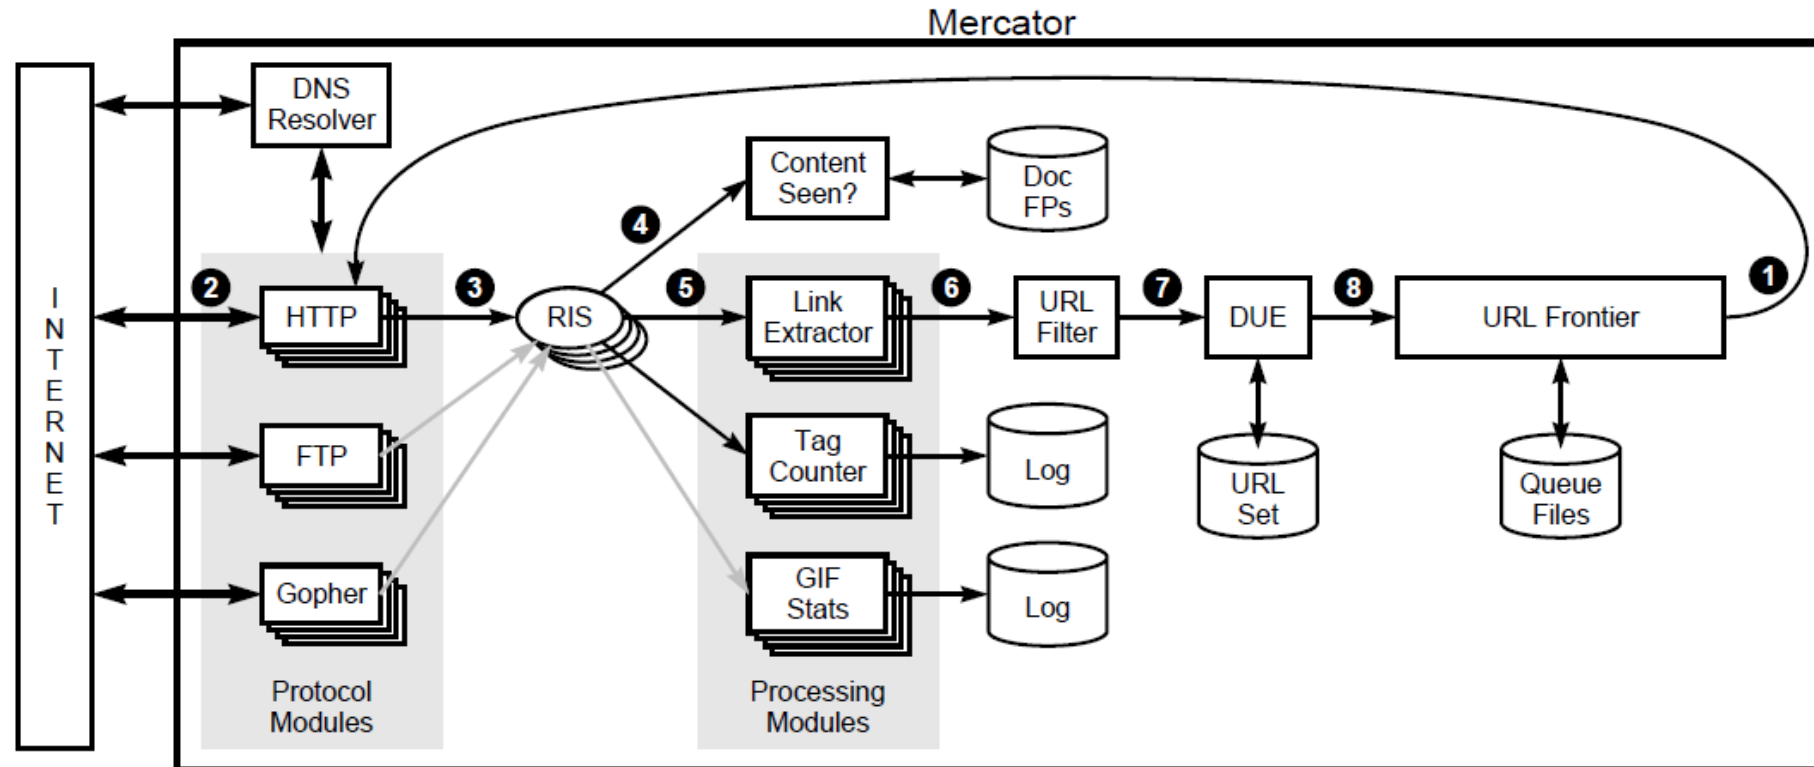 Mercator
INTERNET
DNS
Resolver
Content
Seen?
Doc
FPs
4
2
HTTP
3
RIS
5
Link
Extractor
6
URL
Filter
7
DUE
8
URL Frontier
1
FTP
Tag
Counter
Log
URL
Set
Queue
Files
Gopher
GIF
Stats
Log
Protocol
Modules
Processing
Modules